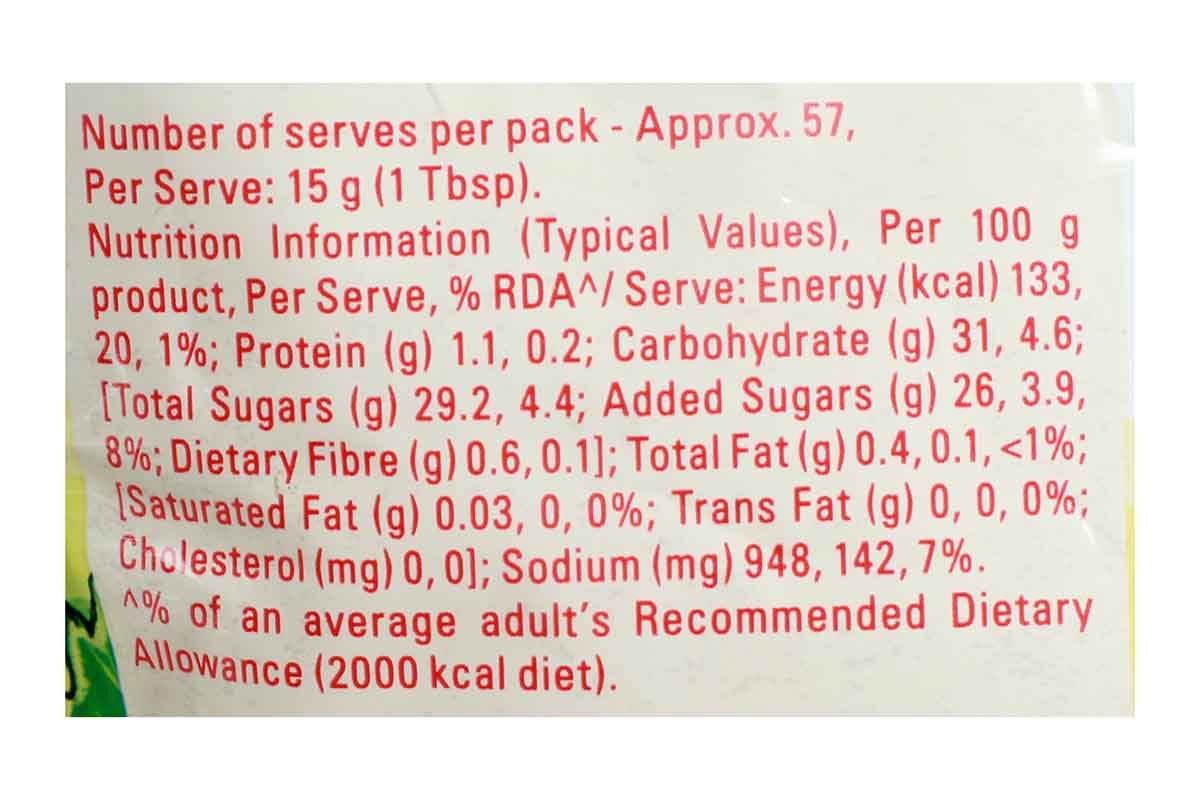 Number of serves per pack - Approx. 57,
Per Serve: 15 g (1 Tbsp).
Nutrition Information (Typical Values), Per 100 g
product, Per Serve, % RDA^/ Serve: Energy (kcal) 133,
20, 1%; Protein (g) 1.1, 0.2; Carbohydrate (g) 31, 4.6;
[Total Sugars (g) 29.2, 4.4; Added Sugars (g) 26, 3.9,
8%; Dietary Fibre (g) 0.6, 0.1]; Total Fat (g) 0.4, 0.1, <1%;
[Saturated Fat (g) 0.03, 0, 0%; Trans Fat (g) 0, 0, 0%;
Cholesterol (mg) 0, 0]; Sodium (mg) 948, 142, 7%.
^% of an average adult's Recommended Dietary
Allowance (2000 kcal diet).